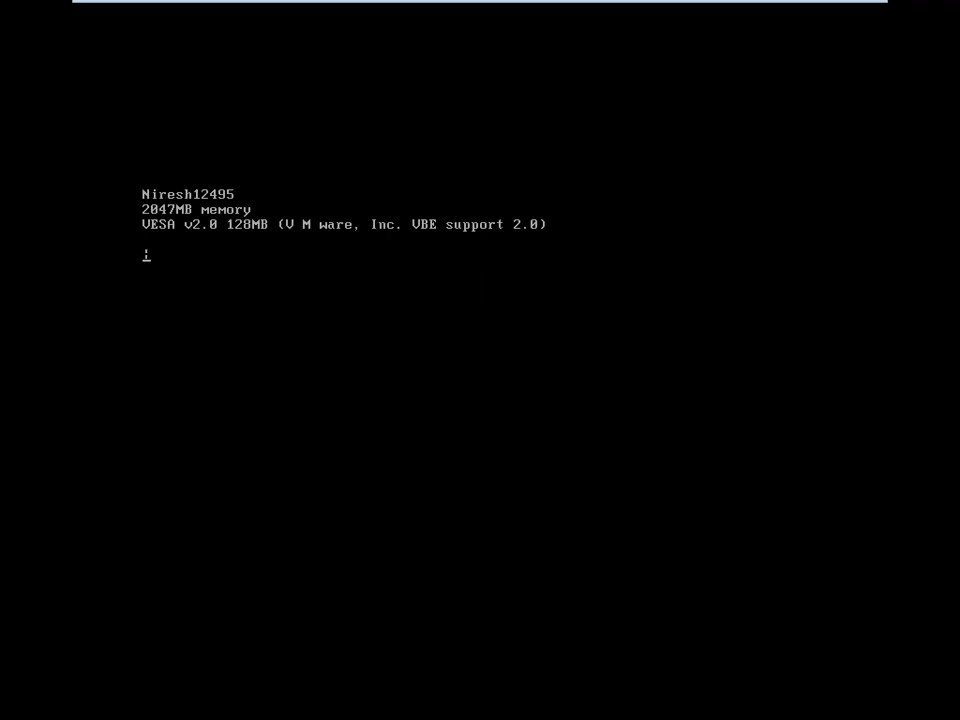 Niresh12495
2047MB memory
VESA v2.0 128MB (V M ware, Inc. VBE support 2.0)